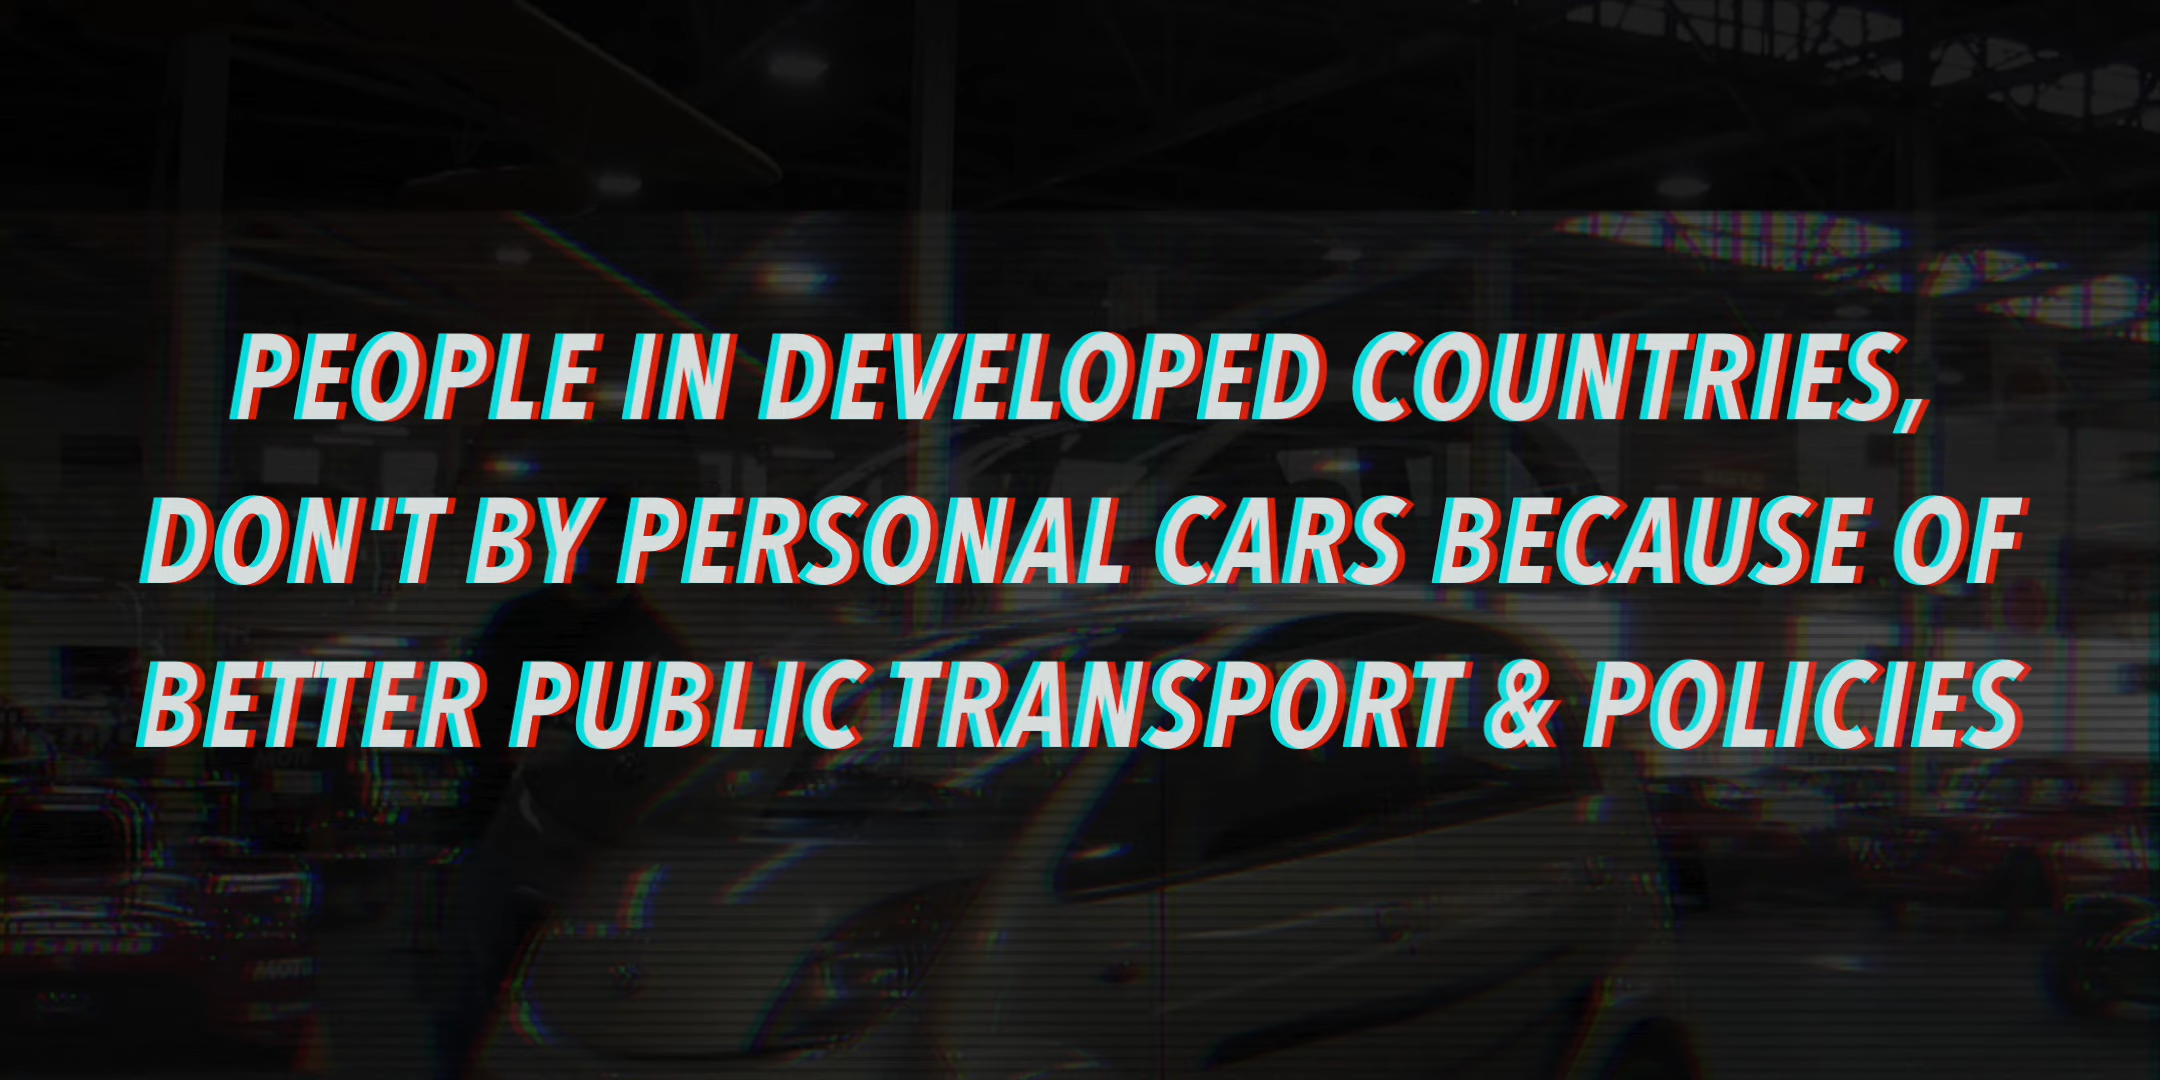 PEOPLE IN DEVELOPED COUNTRIES,
DON'T BY PERSONAL CARS BECAUSE OF
BETTER PUBLIC TRANSPORT & POLICIES